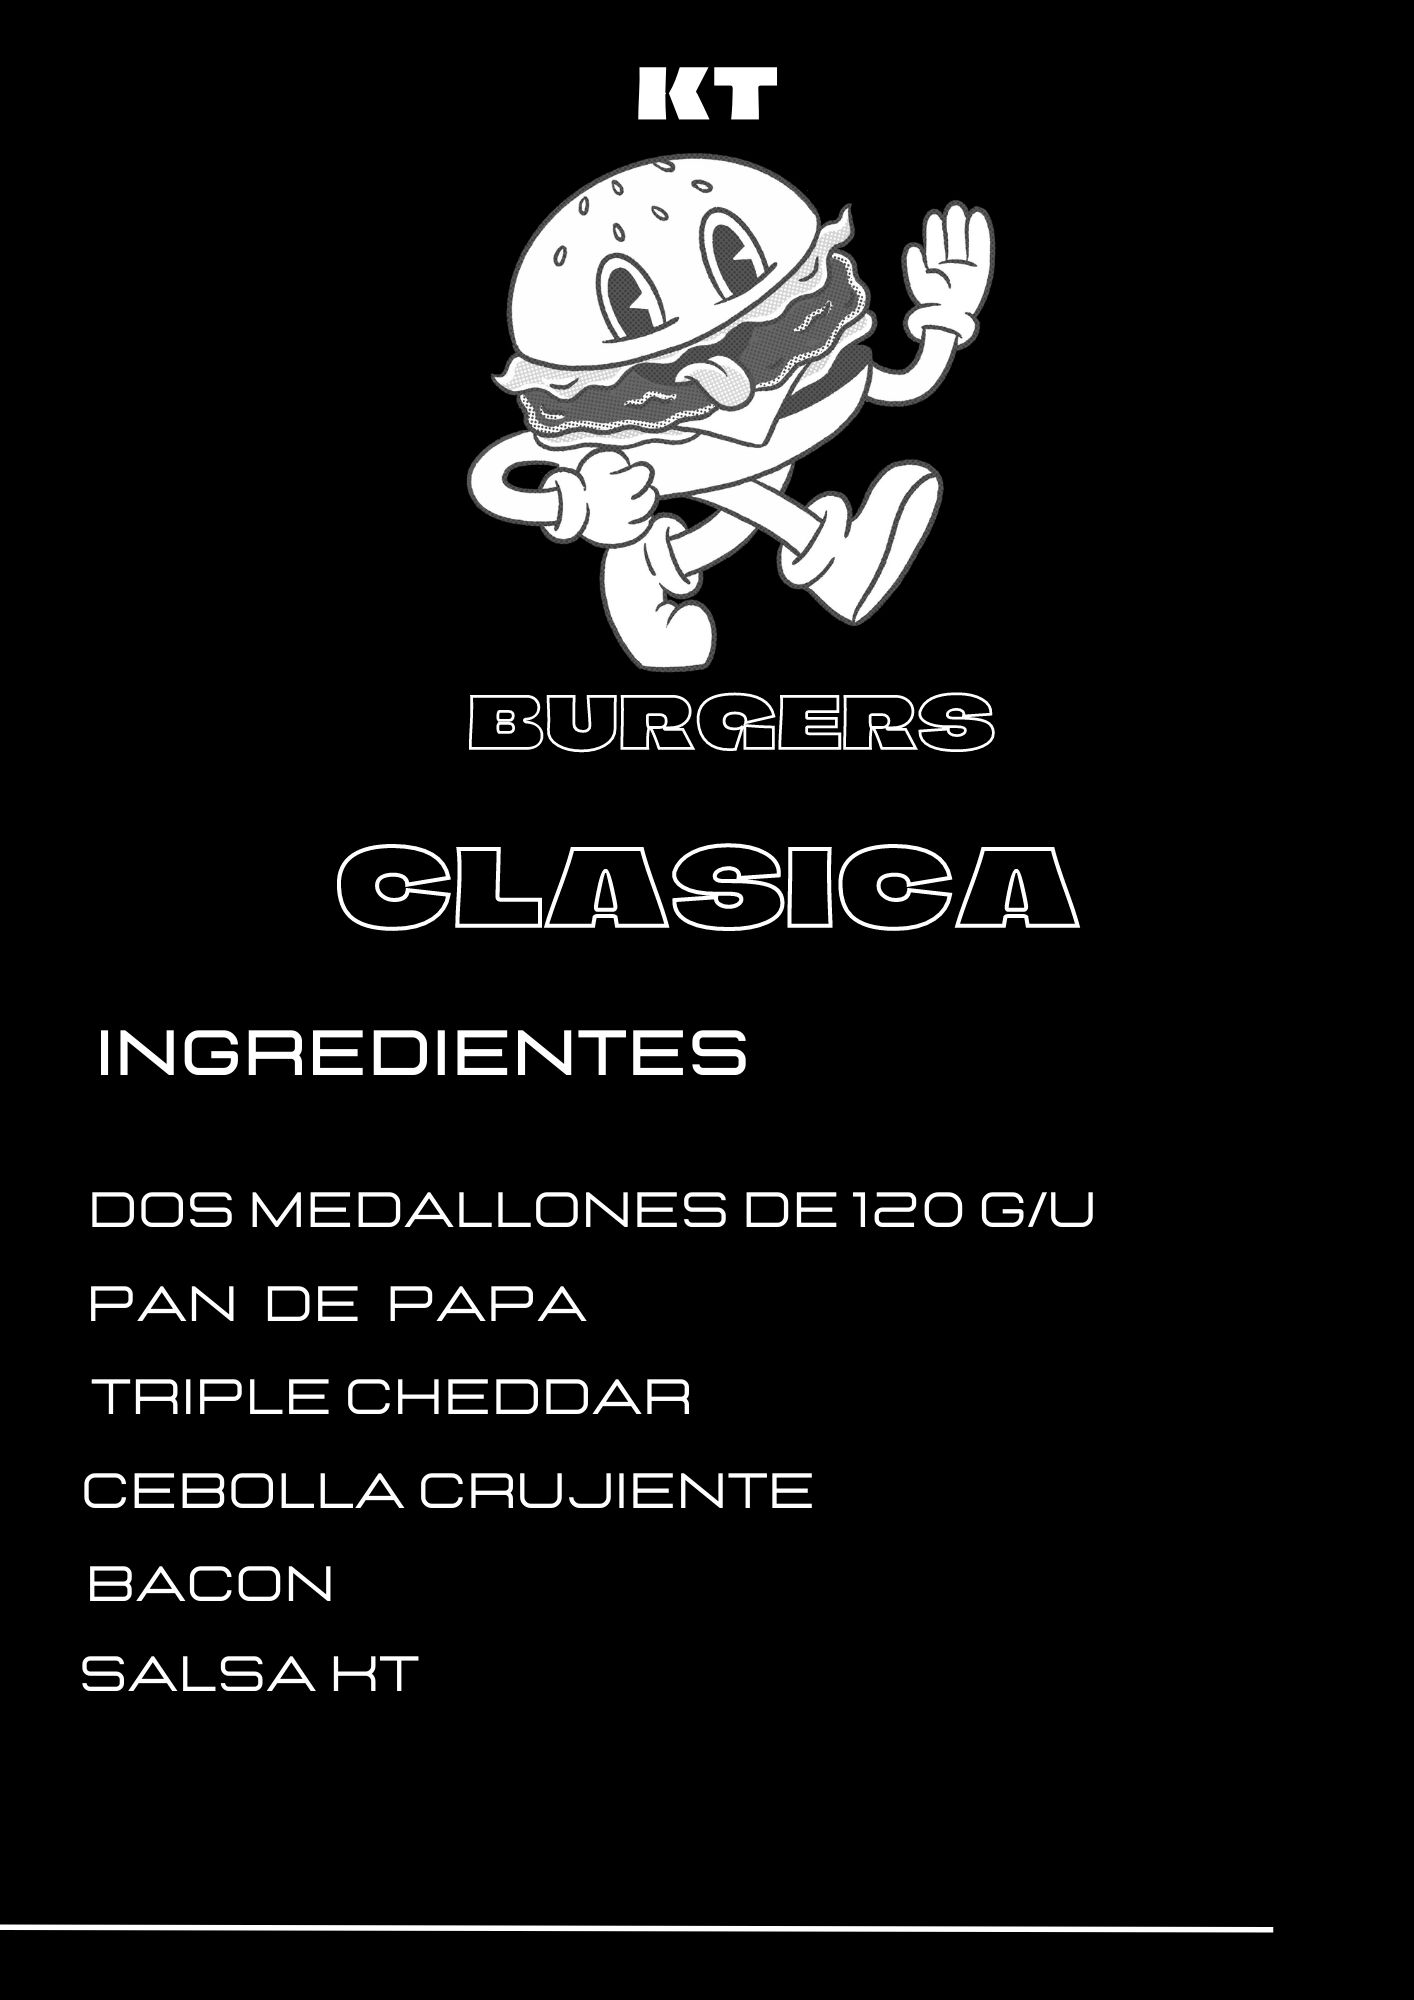 KT
BURGERS
CLASICA
INGREDIENTES
DOS MEDALLONES DE 120 G/U
PAN DE PAPA
TRIPLE CHEDDAR
CEBOLLA CRUJIENTE
BACON
SALSA KT